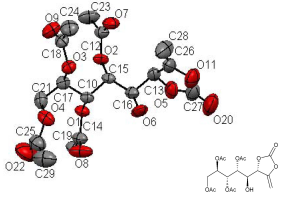 C23 O7
O9 C24
C12
C18 O2 C28
O3 C26
C15 O11
C21 C10 C13
C17 O5
O4 C16 C27 O20
O1 C14 O6
C25 C19
O22 C29 O8
O
OAc OAc O O
OAc OAc OH